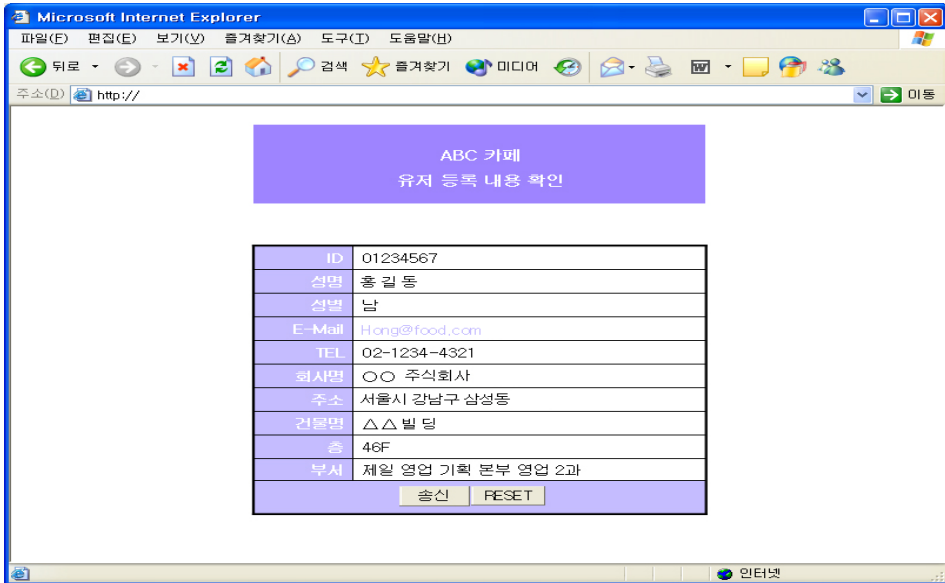 Microsoft Internet Explorer
파일(F) 편집(E) 보기(V) 즐겨찾기(A) 도구(T) 도움말(H)
뒤로 검색 즐겨찾기 미디어
주소(D) http:// 이동
ABC 카페
유저 등록 내용 확인
ID 01234567
성명 홍 길 동
성별 남
E-Mail Hong@food.com
TEL 02-1234-4321
회사명 ○○ 주식회사
주소 서울시 강남구 삼성동
건물명 △△빌 딩
층 46F
부서 제일 영업 기획 본부 영업 2과
송신 RESET
인터넷